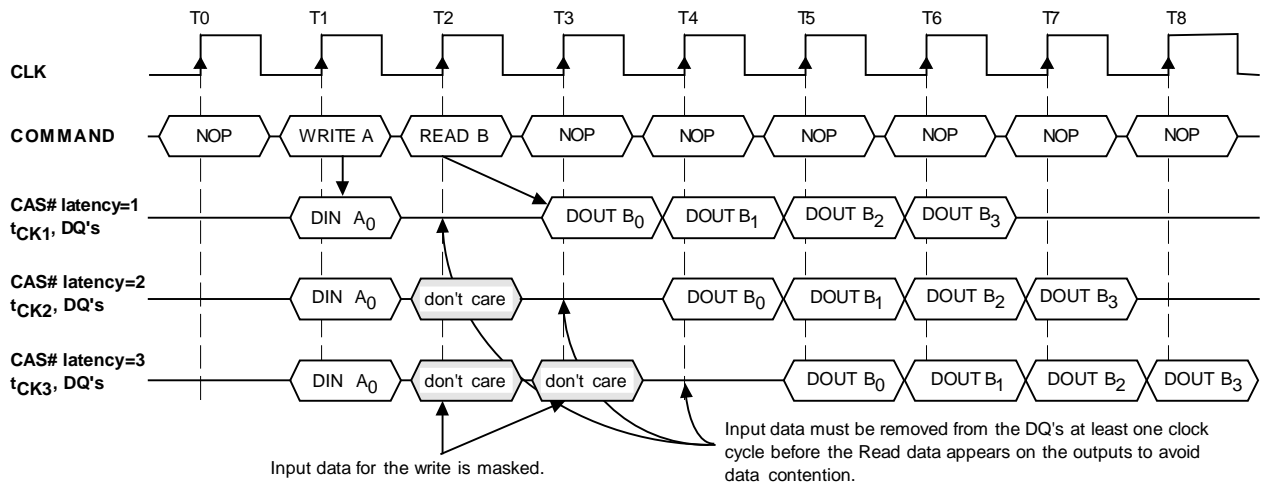 T0 T1 T2 T3 T4 T5 T6 T7 T8
CLK
COMMAND NOP WRITE A READ B NOP NOP NOP NOP NOP NOP
CAS# latency=1
tCK1, DQ's DIN A0 DOUT B0 DOUT B1 DOUT B2 DOUT B3
CAS# latency=2
tCK2, DQ's DIN A0 don't care DOUT B0 DOUT B1 DOUT B2 DOUT B3
CAS# latency=3
tCK3, DQ's DIN A0 don't care don't care DOUT B0 DOUT B1 DOUT B2 DOUT B3
Input data for the write is masked.
Input data must be removed from the DQ's at least one clock
cycle before the Read data appears on the outputs to avoid
data contention.